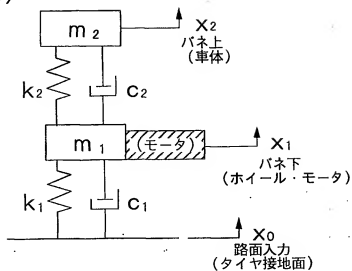 m2
X2
バネ上
(車体)
k2
c2
m1
(モータ)
X1
バネ下
(ホイール・モータ)
k1
c1
X0
路面入力
(タイヤ接地面)